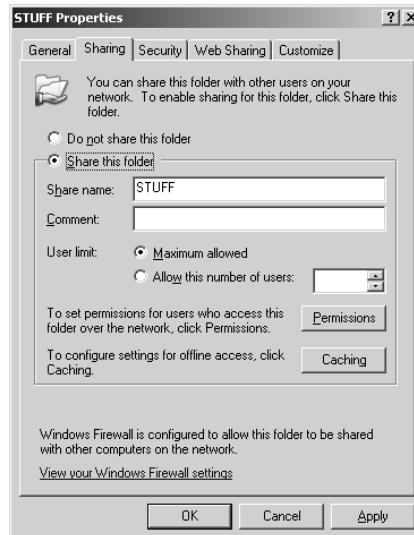 STUFF Properties
? x
General Sharing Security Web Sharing Customize
You can share this folder with other users on your
network. To enable sharing for this folder, click Share this
folder.
Do not share this folder
Share this folder
Share name: STUFF
Comment:
User limit: Maximum allowed
Allow this number of users:
To set permissions for users who access this
folder over the network, click Permissions.
Permissions
To configure settings for offline access, click
Caching.
Caching
Windows Firewall is configured to allow this folder to be shared
with other computers on the network.
View your Windows Firewall settings
OK Cancel Apply